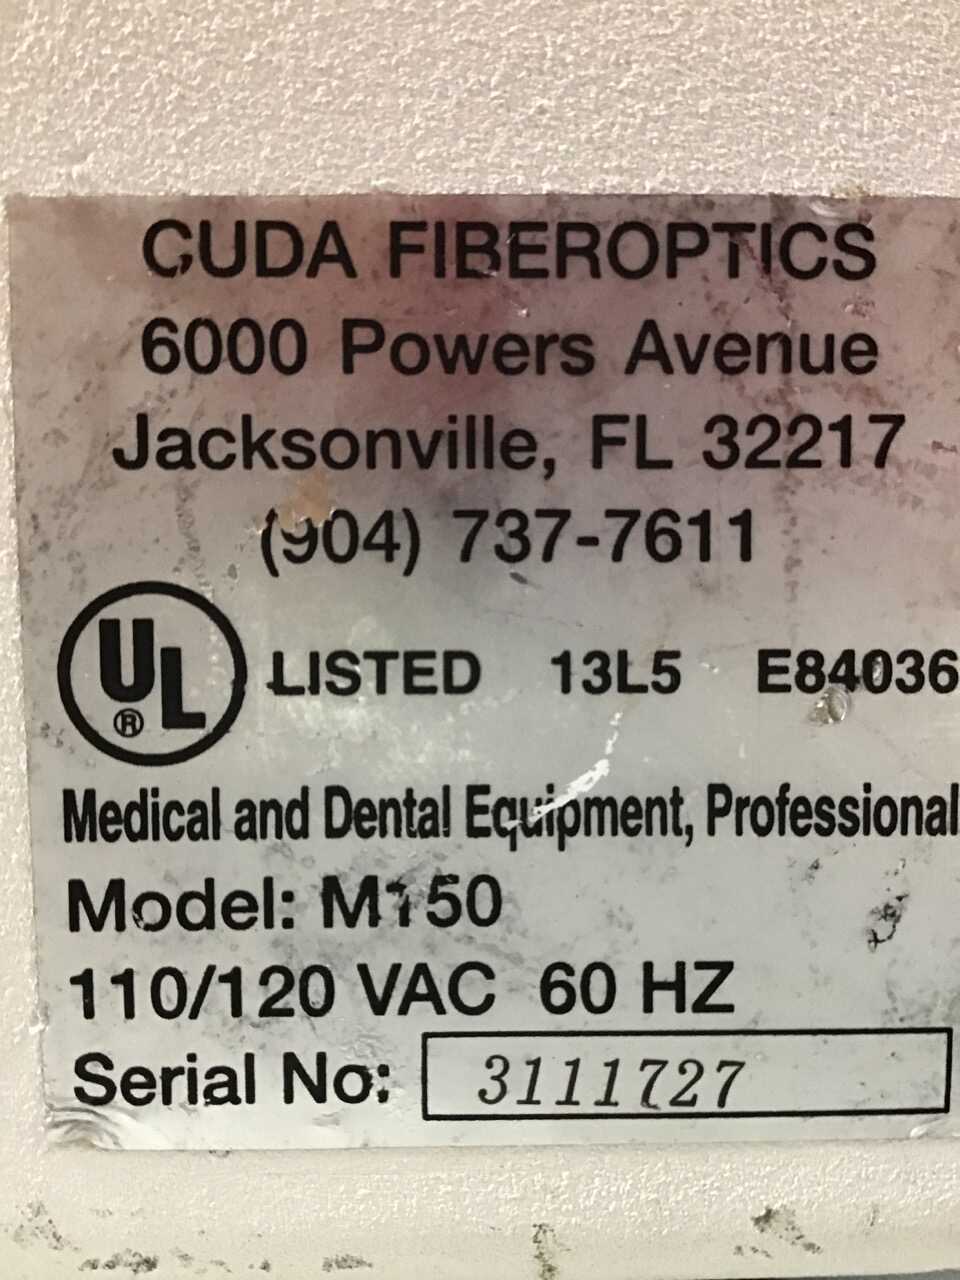 CUDA FIBEROPTICS
6000 Powers Avenue
Jacksonville, FL 32217
(904) 737-7611
UL® LISTED 13L5 E84036
Medical and Dental Equipment, Professional
Model: M150
110/120 VAC 60 HZ
Serial No: 3111727